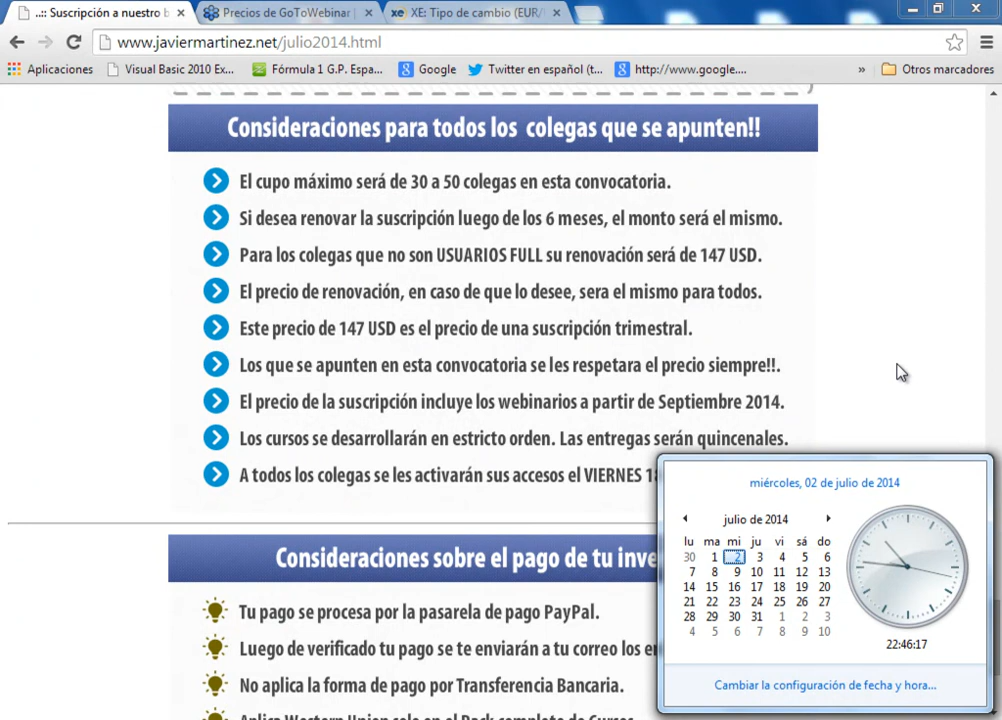 ..:: Suscripción a nuestro b
Precios de GoToWebinar |
XE: Tipo de cambio (EUR/
www.javiermartinez.net/julio2014.html
Aplicaciones
Visual Basic 2010 Ex...
Fórmula 1 G.P. Espa...
Google
Twitter en español (t...
http://www.google....
»
Otros marcadores
Consideraciones para todos los colegas que se apunten!!
El cupo máximo será de 30 a 50 colegas en esta convocatoria.
Si desea renovar la suscripción luego de los 6 meses, el monto será el mismo.
Para los colegas que no son USUARIOS FULL su renovación será de 147 USD.
El precio de renovación, en caso de que lo desee, sera el mismo para todos.
Este precio de 147 USD es el precio de una suscripción trimestral.
Los que se apunten en esta convocatoria se les respetara el precio siempre!!.
El precio de la suscripción incluye los webinarios a partir de Septiembre 2014.
Los cursos se desarrollarán en estricto orden. Las entregas serán quincenales.
A todos los colegas se les activarán sus accesos el VIERNES
Consideraciones sobre el pago de tu
Tu pago se procesa por la pasarela de pago PayPal.
Luego de verificado tu pago se te enviarán a tu correo los
No aplica la forma de pago por Transferencia Bancaria.
Aplica Western Union solo en el Pack completo de Cursos
miércoles, 02 de julio de 2014
julio de 2014
lu ma mi ju vi sá do
30 1 2 3 4 5 6
7 8 9 10 11 12 13
14 15 16 17 18 19 20
21 22 23 24 25 26 27
28 29 30 31 1 2 3
4 5 6 7 8 9 10
22:46:17
Cambiar la configuración de fecha y hora...